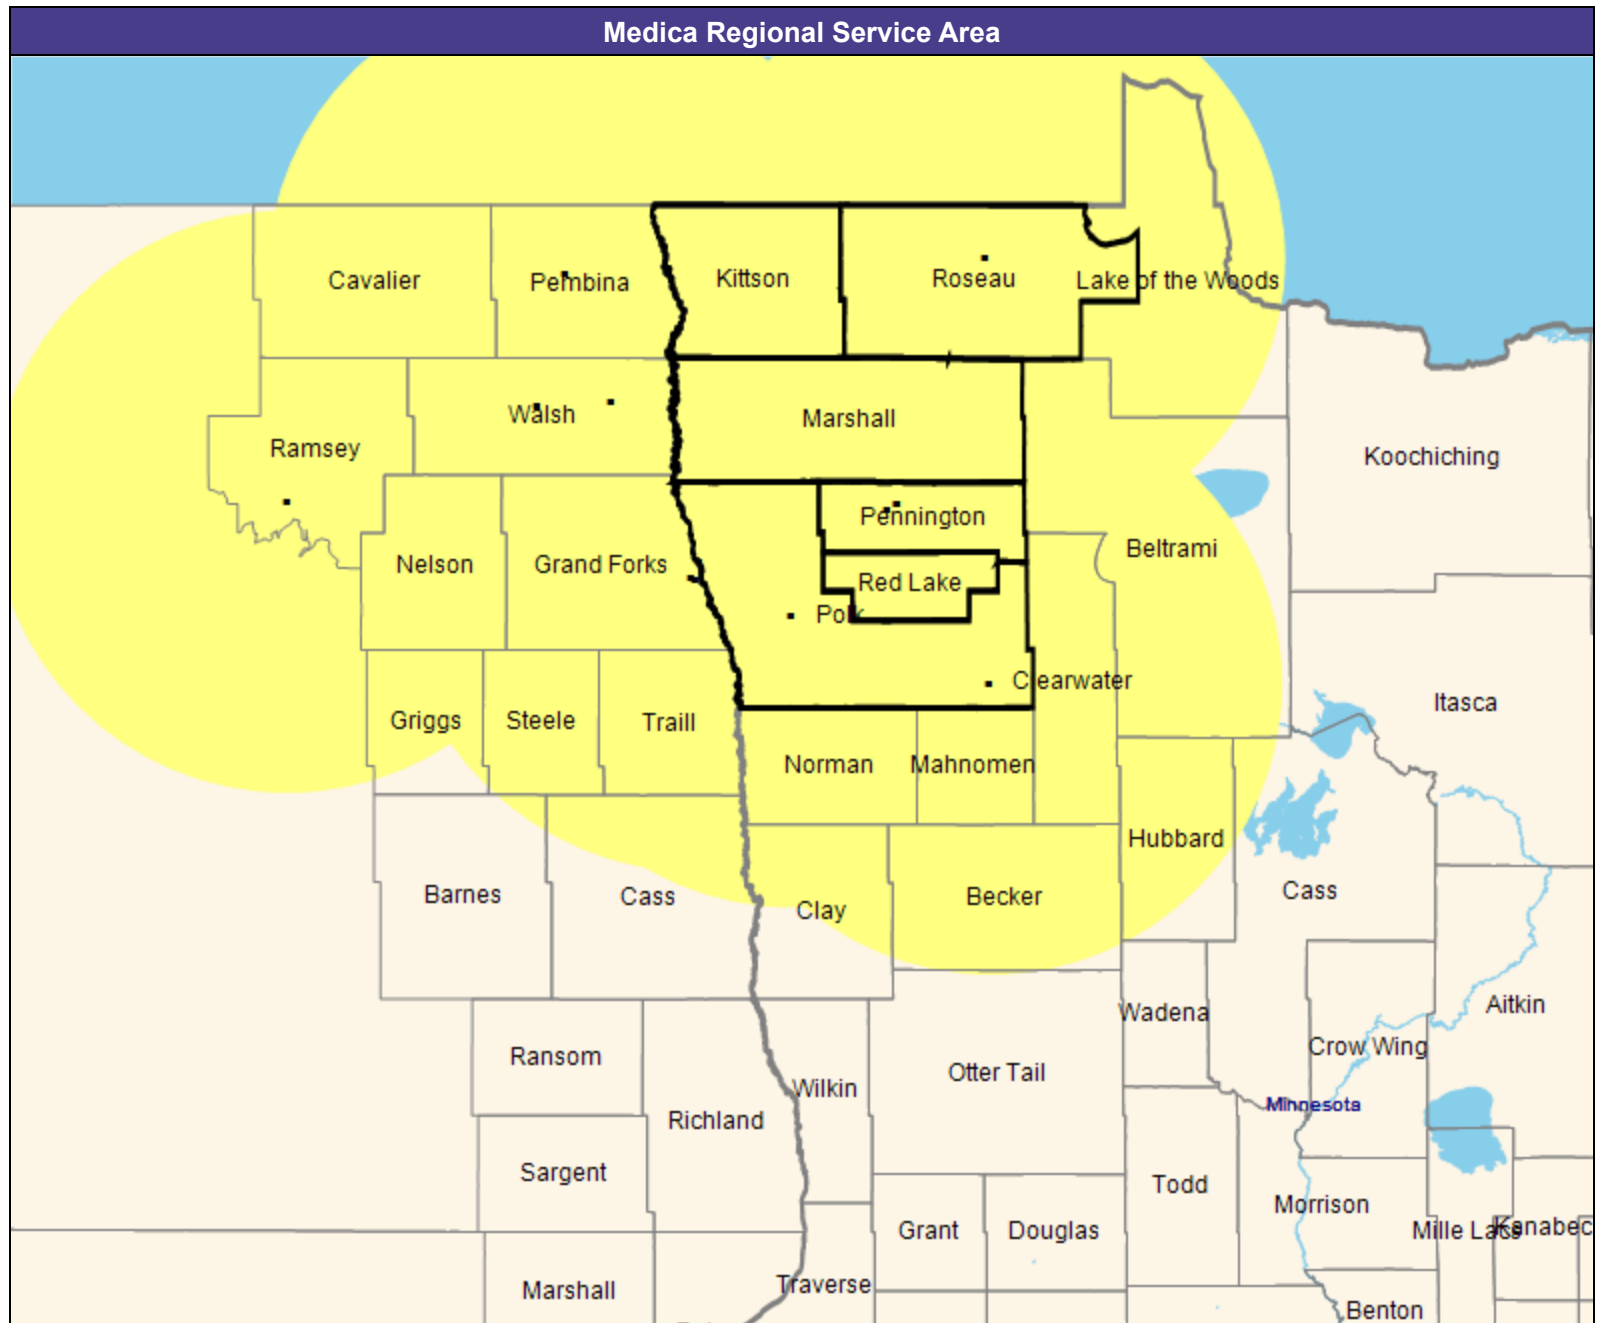 Medica Regional Service Area
Cavalier
Pembina
Kittson
Roseau
Lake of the Woods
Walsh
Marshall
Ramsey
Koochiching
Pennington
Beltrami
Nelson
Grand Forks
Red Lake
Polk
Clearwater
Itasca
Griggs
Steele
Traill
Norman
Mahnomen
Hubbard
Barnes
Cass
Clay
Becker
Cass
Wadena
Aitkin
Crow Wing
Ransom
Otter Tail
Wilkin
Minnesota
Richland
Sargent
Todd
Morrison
Grant
Douglas
Mille Lacs
Kanabec
Marshall
Traverse
Benton